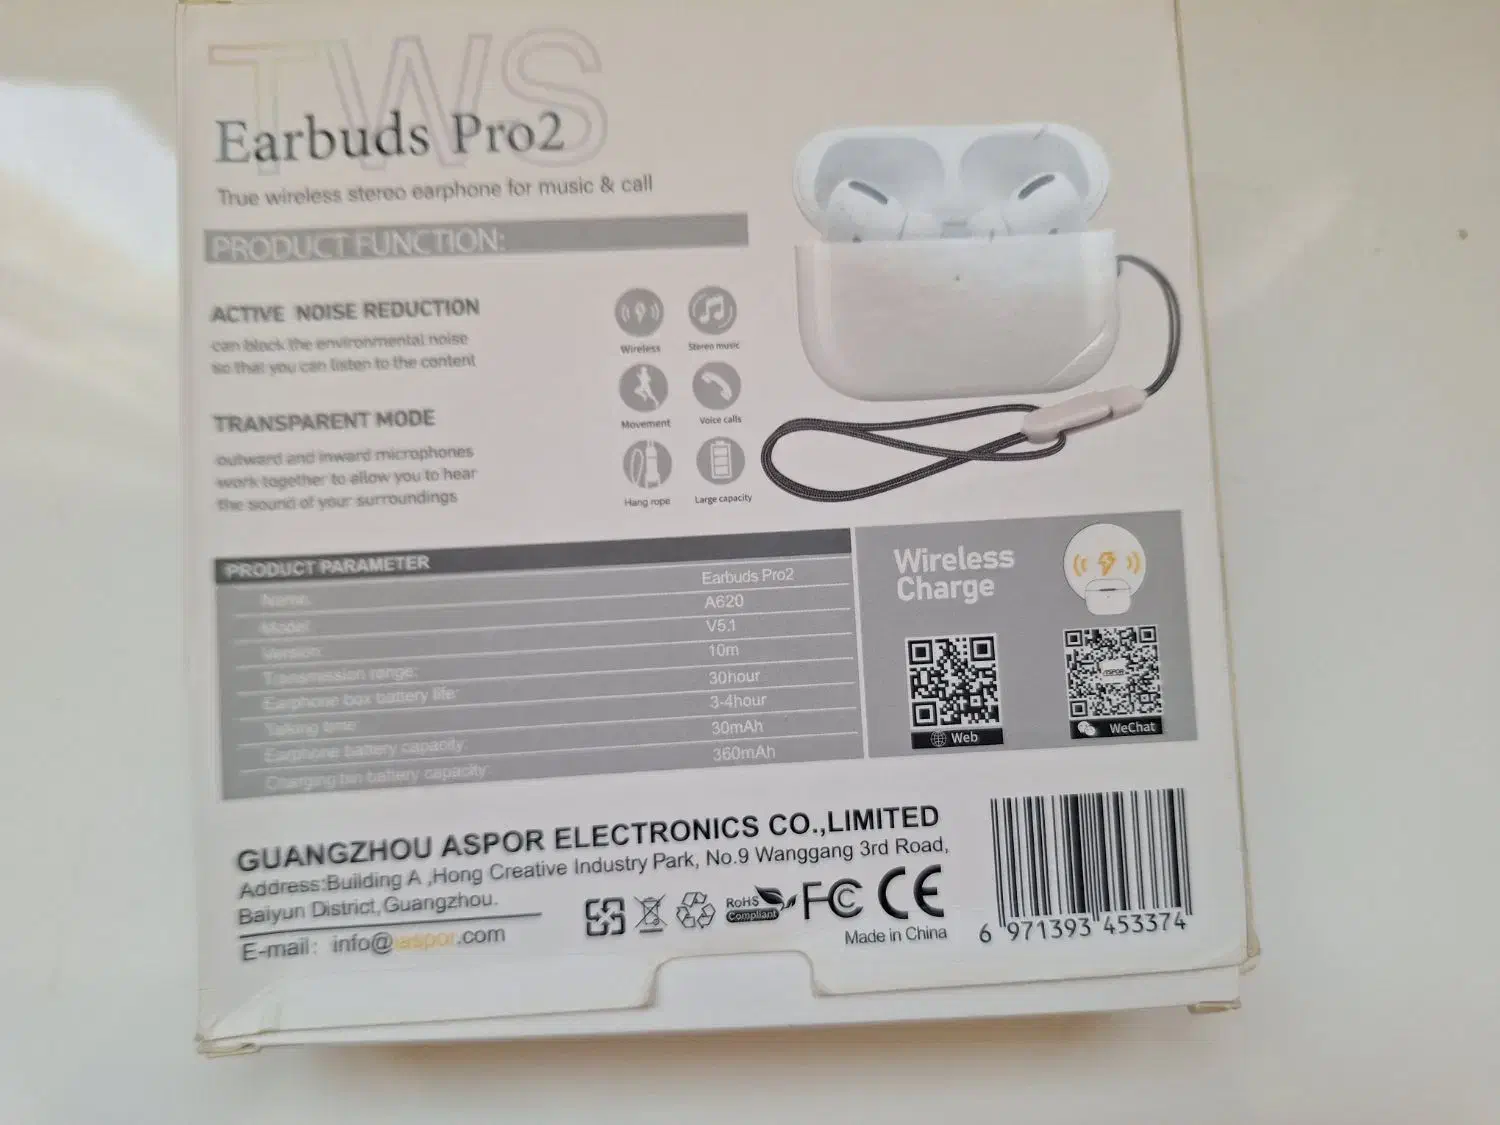 TWS
Earbuds Pro2
True wireless stereo earphone for music & call
PRODUCT FUNCTION:
ACTIVE NOISE REDUCTION
can block the environmental noise
so that you can listen to the content
TRANSPARENT MODE
outward and inward microphones
work together to allow you to hear
the sound of your surroundings
Wireless
Stereo music
Movement
Voice calls
Hang rope
Large capacity
PRODUCT PARAMETER
Name: Earbuds Pro2
Model: A620
Version: V5.1
Transmission range: 10m
Earphone box battery life: 30hour
Talking time: 3-4hour
Earphone battery capacity: 30mAh
Charging bin battery capacity: 360mAh
Wireless
Charge
ASPOR
Web
WeChat
GUANGZHOU ASPOR ELECTRONICS CO.,LIMITED
Address:Building A ,Hong Creative Industry Park, No.9 Wanggang 3rd Road,
Baiyun District,Guangzhou.
E-mail: info@iaspor.com
RoHS
Compliant
FC CE
Made in China
6 971393 453374